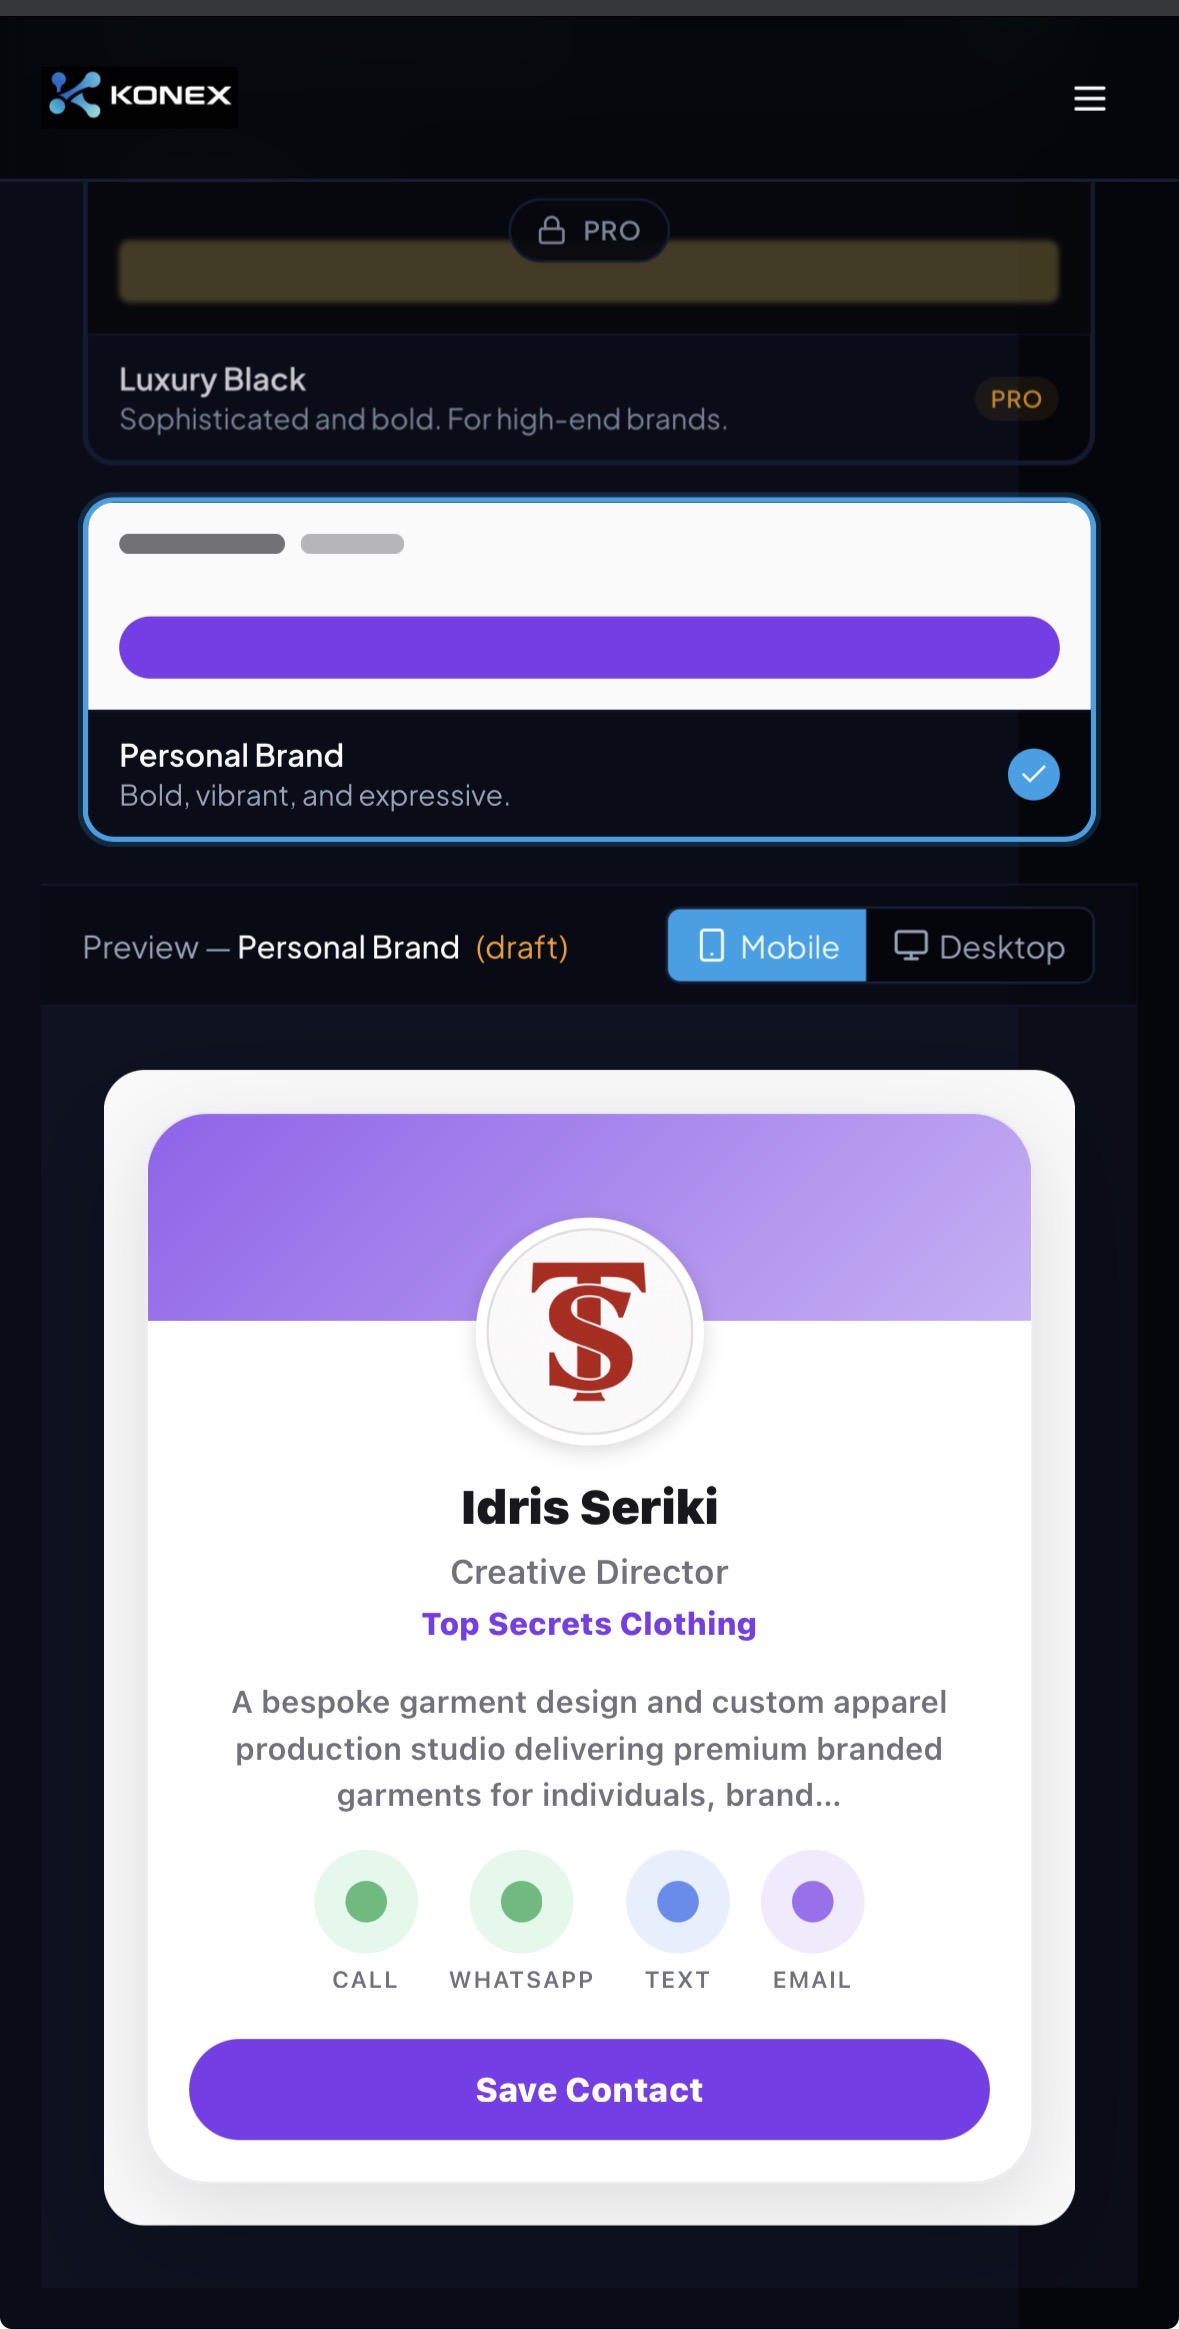 KONEX
PRO
Luxury Black
Sophisticated and bold. For high-end brands.
PRO
Personal Brand
Bold, vibrant, and expressive.
Preview — Personal Brand (draft)
Mobile
Desktop
TS
Idris Seriki
Creative Director
Top Secrets Clothing
A bespoke garment design and custom apparel
production studio delivering premium branded
garments for individuals, brand...
CALL
WHATSAPP
TEXT
EMAIL
Save Contact